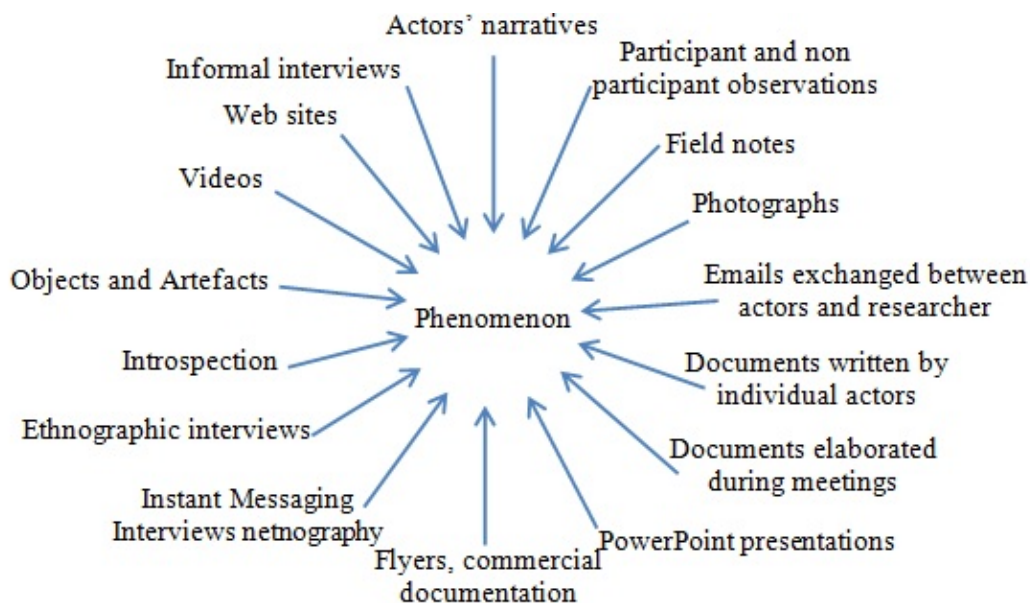 Actors’ narratives
Informal interviews
Participant and non
participant observations
Web sites
Field notes
Videos
Photographs
Objects and Artefacts
Emails exchanged between
actors and researcher
Phenomenon
Introspection
Documents written by
individual actors
Ethnographic interviews
Documents elaborated
during meetings
Instant Messaging
Interviews netnography
PowerPoint presentations
Flyers, commercial
documentation